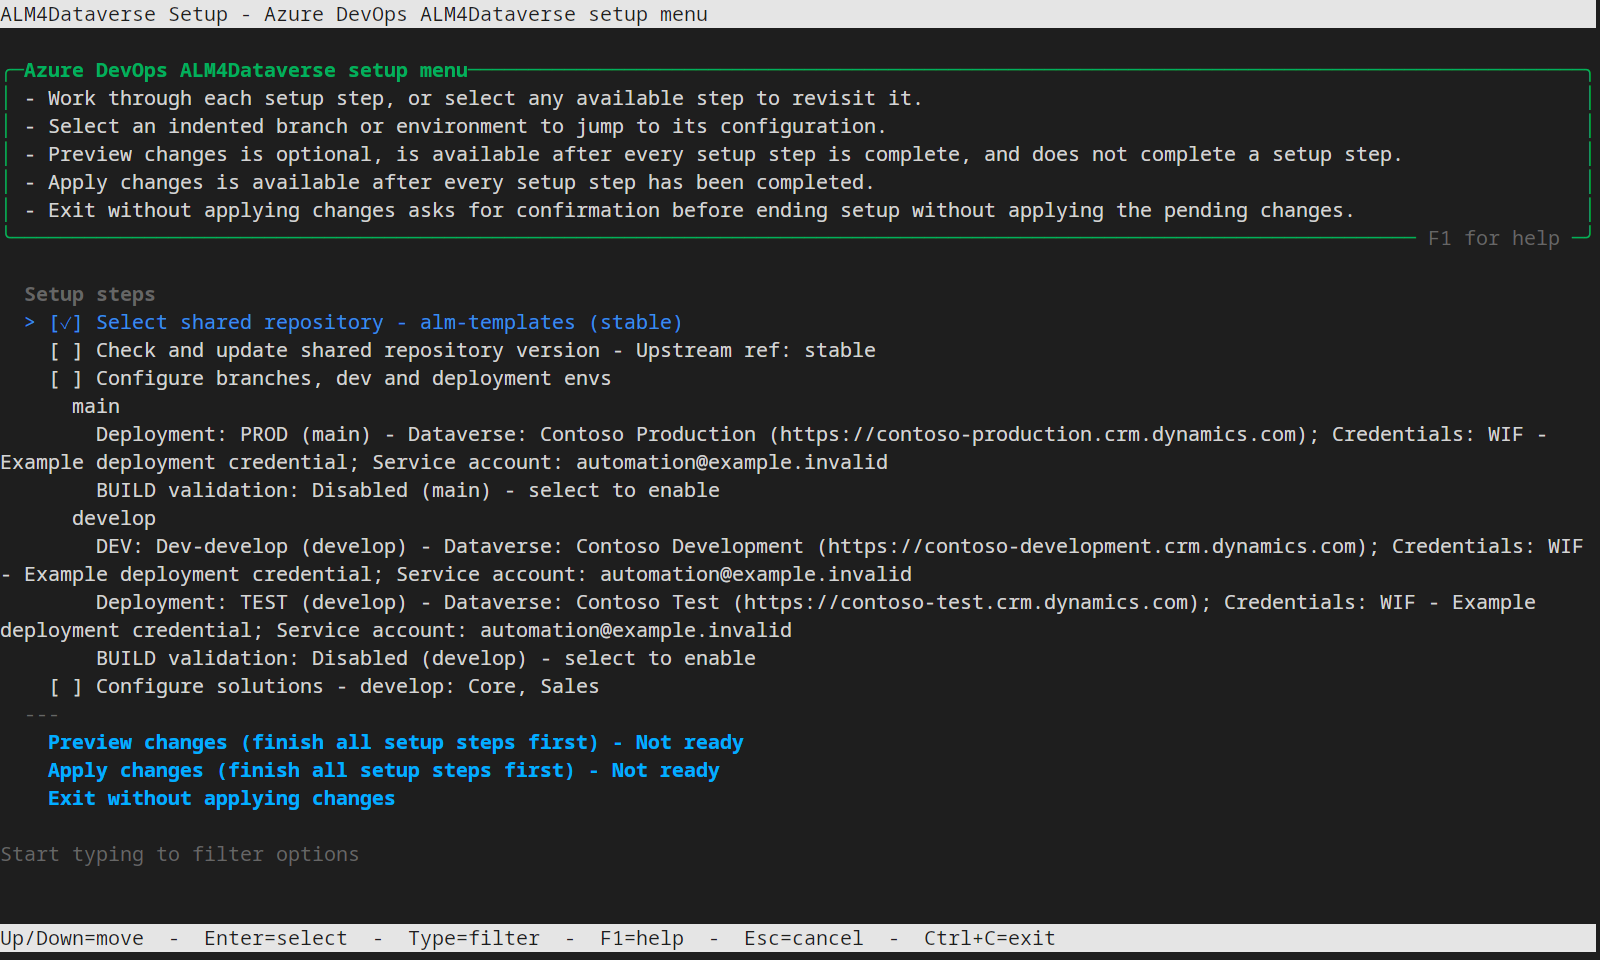 ALM4Dataverse Setup - Azure DevOps ALM4Dataverse setup menu
Azure DevOps ALM4Dataverse setup menu
- Work through each setup step, or select any available step to revisit it.
- Select an indented branch or environment to jump to its configuration.
- Preview changes is optional, is available after every setup step is complete, and does not complete a setup step.
- Apply changes is available after every setup step has been completed.
- Exit without applying changes asks for confirmation before ending setup without applying the pending changes.
F1 for help
Setup steps
> [✓] Select shared repository - alm-templates (stable)
[ ] Check and update shared repository version - Upstream ref: stable
[ ] Configure branches, dev and deployment envs
main
Deployment: PROD (main) - Dataverse: Contoso Production (https://contoso-production.crm.dynamics.com); Credentials: WIF -
Example deployment credential; Service account: automation@example.invalid
BUILD validation: Disabled (main) - select to enable
develop
DEV: Dev-develop (develop) - Dataverse: Contoso Development (https://contoso-development.crm.dynamics.com); Credentials: WIF
- Example deployment credential; Service account: automation@example.invalid
Deployment: TEST (develop) - Dataverse: Contoso Test (https://contoso-test.crm.dynamics.com); Credentials: WIF - Example
deployment credential; Service account: automation@example.invalid
BUILD validation: Disabled (develop) - select to enable
[ ] Configure solutions - develop: Core, Sales
---
Preview changes (finish all setup steps first) - Not ready
Apply changes (finish all setup steps first) - Not ready
Exit without applying changes
Start typing to filter options
Up/Down=move  -  Enter=select  -  Type=filter  -  F1=help  -  Esc=cancel  -  Ctrl+C=exit